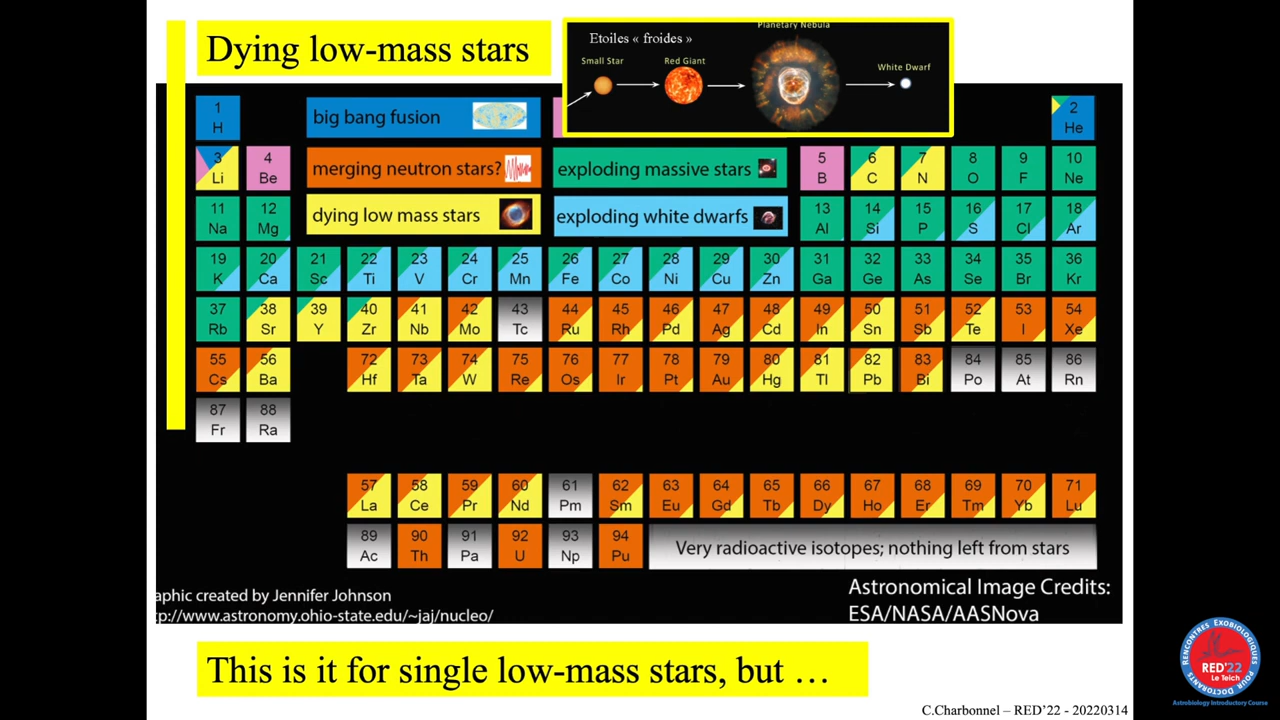 Dying low-mass stars
Etoiles « froides »
Planetary Nebula
Small Star
Red Giant
White Dwarf
1 H
2 He
big bang fusion
merging neutron stars?
exploding massive stars
dying low mass stars
exploding white dwarfs
3 Li
4 Be
5 B
6 C
7 N
8 O
9 F
10 Ne
11 Na
12 Mg
13 Al
14 Si
15 P
16 S
17 Cl
18 Ar
19 K
20 Ca
21 Sc
22 Ti
23 V
24 Cr
25 Mn
26 Fe
27 Co
28 Ni
29 Cu
30 Zn
31 Ga
32 Ge
33 As
34 Se
35 Br
36 Kr
37 Rb
38 Sr
39 Y
40 Zr
41 Nb
42 Mo
43 Tc
44 Ru
45 Rh
46 Pd
47 Ag
48 Cd
49 In
50 Sn
51 Sb
52 Te
53 I
54 Xe
55 Cs
56 Ba
72 Hf
73 Ta
74 W
75 Re
76 Os
77 Ir
78 Pt
79 Au
80 Hg
81 Tl
82 Pb
83 Bi
84 Po
85 At
86 Rn
87 Fr
88 Ra
57 La
58 Ce
59 Pr
60 Nd
61 Pm
62 Sm
63 Eu
64 Gd
65 Tb
66 Dy
67 Ho
68 Er
69 Tm
70 Yb
71 Lu
89 Ac
90 Th
91 Pa
92 U
93 Np
94 Pu
Very radioactive isotopes; nothing left from stars
aphic created by Jennifer Johnson
p://www.astronomy.ohio-state.edu/~jaj/nucleo/
Astronomical Image Credits:
ESA/NASA/AASNova
This is it for single low-mass stars, but …
C.Charbonnel – RED'22 - 20220314
RENCONTRES EXOBIOLOGIQUES POUR DOCTORANTS
RED'22
Le Teich
Astrobiology Introductory Course